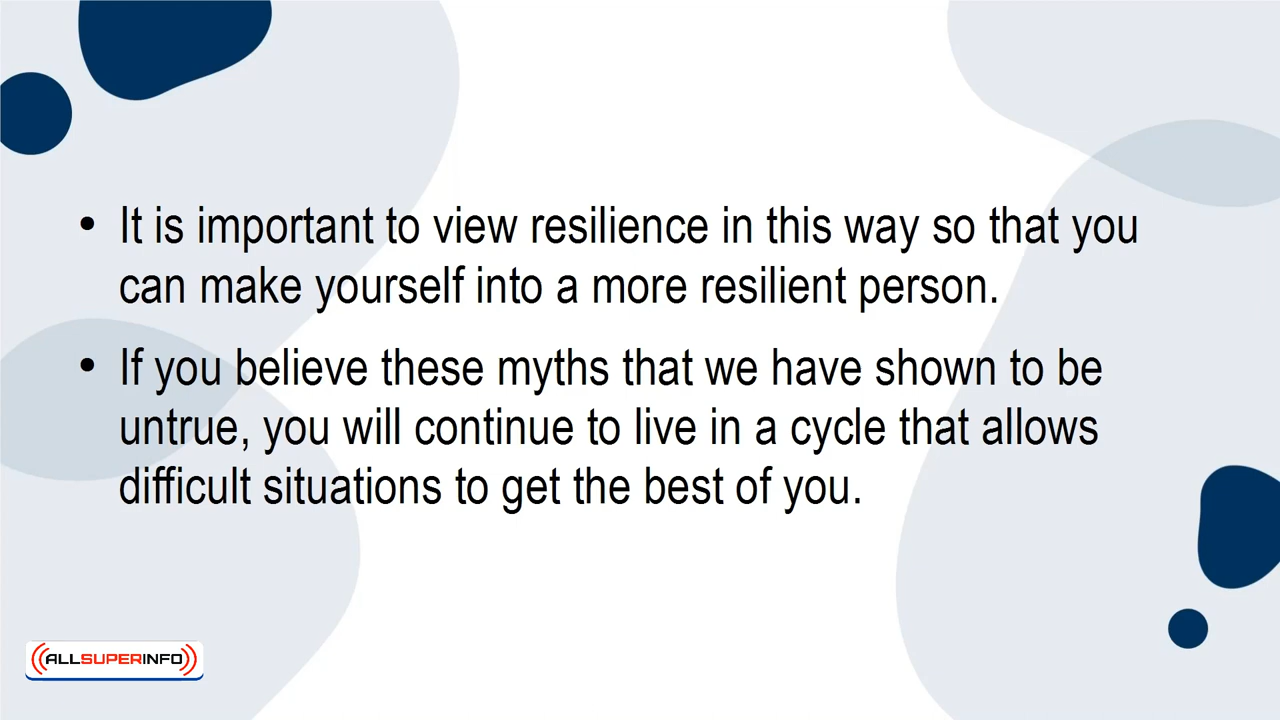 • It is important to view resilience in this way so that you
can make yourself into a more resilient person.
• If you believe these myths that we have shown to be
untrue, you will continue to live in a cycle that allows
difficult situations to get the best of you.
ALLSUPERINFO